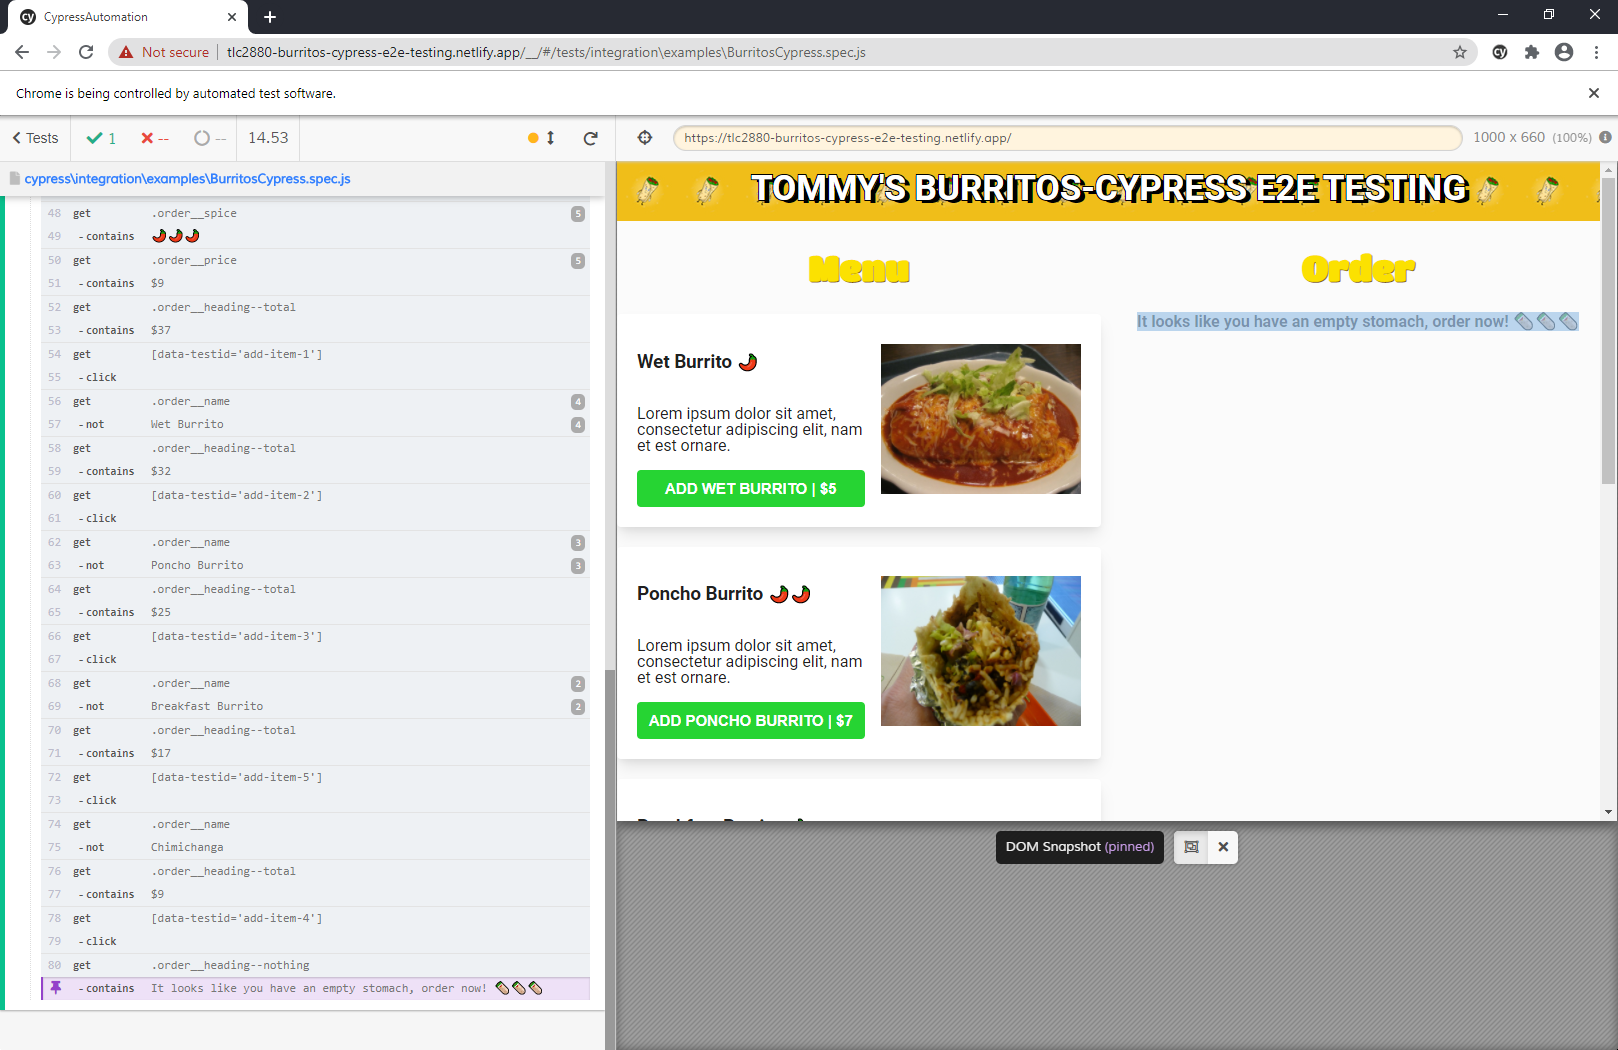 CypressAutomation
Not secure
tlc2880-burritos-cypress-e2e-testing.netlify.app/__/#/tests/integration\examples\BurritosCypress.spec.js
Chrome is being controlled by automated test software.
Tests 1 -- -- 14.53
https://tlc2880-burritos-cypress-e2e-testing.netlify.app/
1000 x 660 (100%)
cypress\integration\examples\BurritosCypress.spec.js
48 get .order__spice 5
49 - contains 🌶️🌶️🌶️
50 get .order__price 5
51 - contains $9
52 get .order__heading--total
53 - contains $37
54 get [data-testid='add-item-1']
55 - click
56 get .order__name 4
57 - not Wet Burrito 4
58 get .order__heading--total
59 - contains $32
60 get [data-testid='add-item-2']
61 - click
62 get .order__name 3
63 - not Poncho Burrito 3
64 get .order__heading--total
65 - contains $25
66 get [data-testid='add-item-3']
67 - click
68 get .order__name 2
69 - not Breakfast Burrito 2
70 get .order__heading--total
71 - contains $17
72 get [data-testid='add-item-5']
73 - click
74 get .order__name
75 - not Chimichanga
76 get .order__heading--total
77 - contains $9
78 get [data-testid='add-item-4']
79 - click
80 get .order__heading--nothing
- contains It looks like you have an empty stomach, order now! 🌯🌯🌯
TOMMY'S BURRITOS-CYPRESS E2E TESTING
Menu
Wet Burrito 🌶️
Lorem ipsum dolor sit amet,
consectetur adipiscing elit, nam
et est ornare.
ADD WET BURRITO | $5
Poncho Burrito 🌶️🌶️
Lorem ipsum dolor sit amet,
consectetur adipiscing elit, nam
et est ornare.
ADD PONCHO BURRITO | $7
Order
It looks like you have an empty stomach, order now! 🌯🌯🌯
DOM Snapshot (pinned)